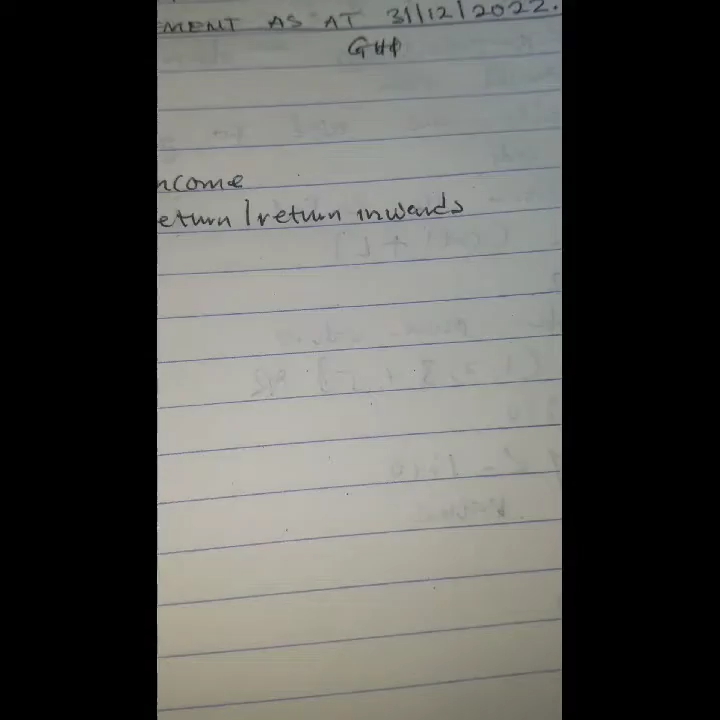 EMENT AS AT 31/12/2022.
GH₵
ncome
eturn / return inwards